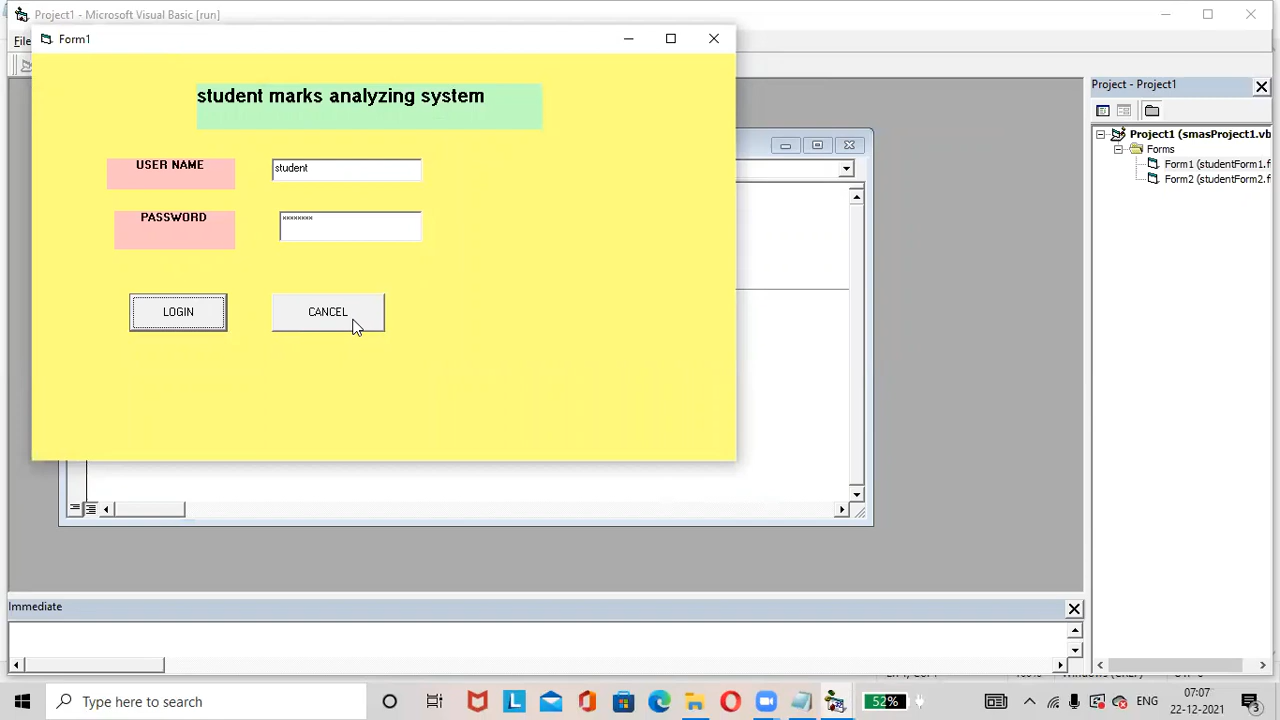 Project1 - Microsoft Visual Basic [run]
File
Form1
student marks analyzing system
USER NAME
student
PASSWORD
********
LOGIN
CANCEL
Project - Project1
Project1 (smasProject1.vb
Forms
Form1 (studentForm1.f
Form2 (studentForm2.f
Immediate
Type here to search
52%
ENG
07:07
22-12-2021
3